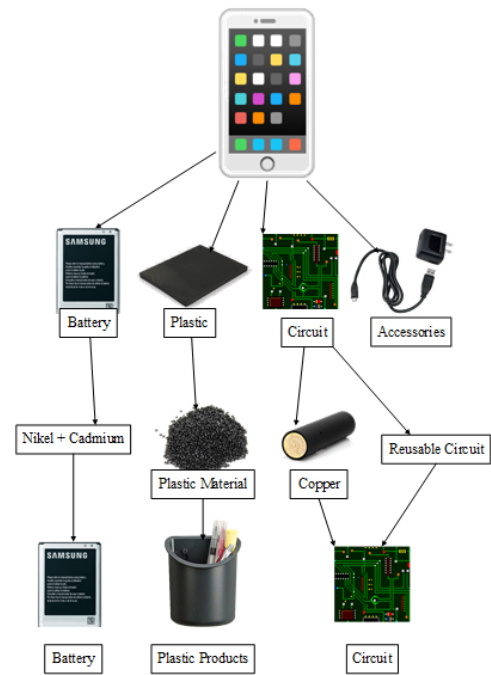 SAMSUNG
Battery
Plastic
Circuit
Accessories
Nikel + Cadmium
Plastic Material
Copper
Reusable Circuit
SAMSUNG
Battery
Plastic Products
Circuit